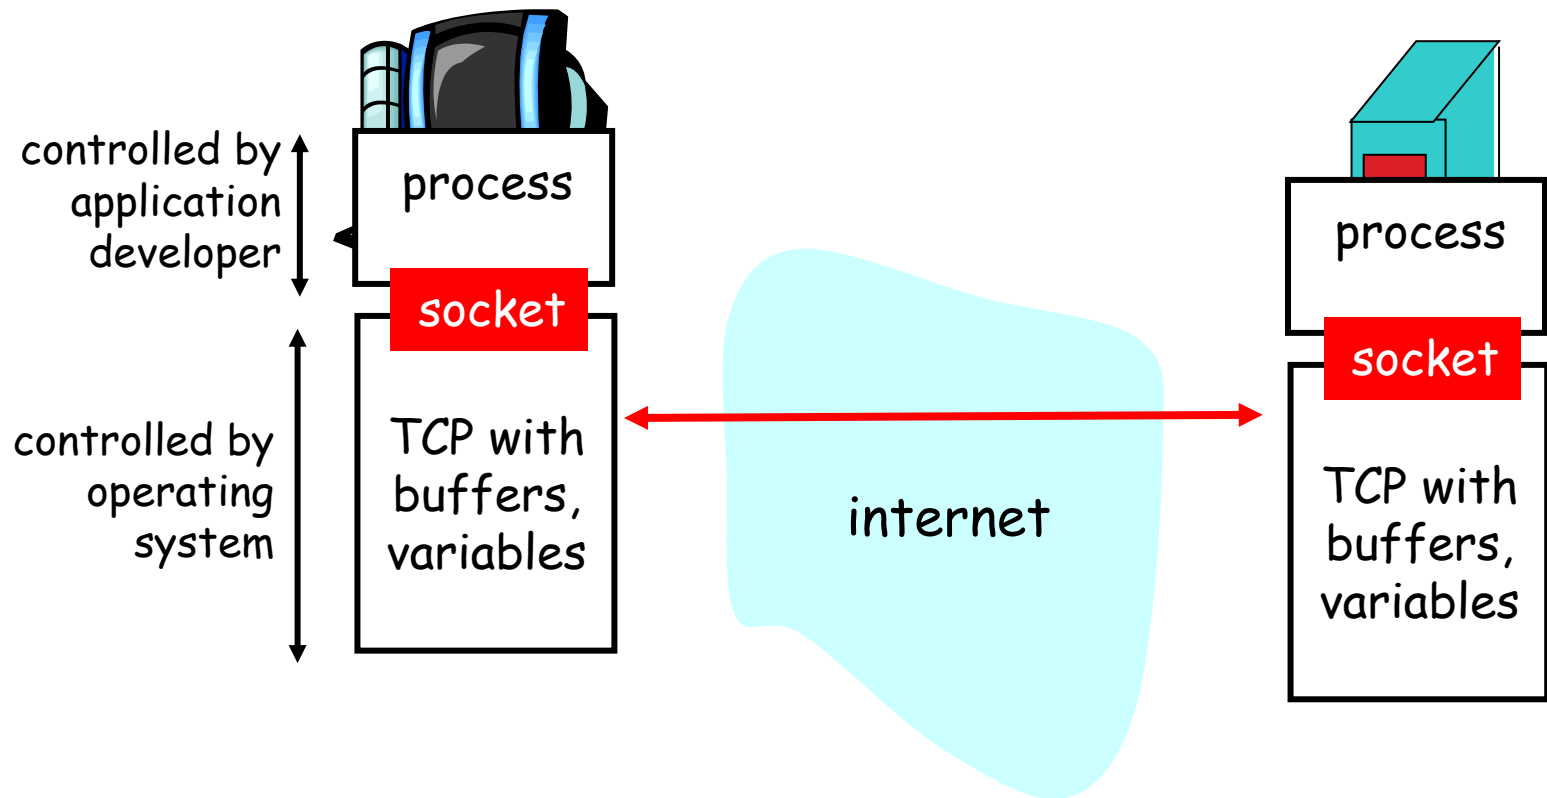 controlled by
application
developer
process
socket
controlled by
operating
system
TCP with
buffers,
variables
internet
process
socket
TCP with
buffers,
variables